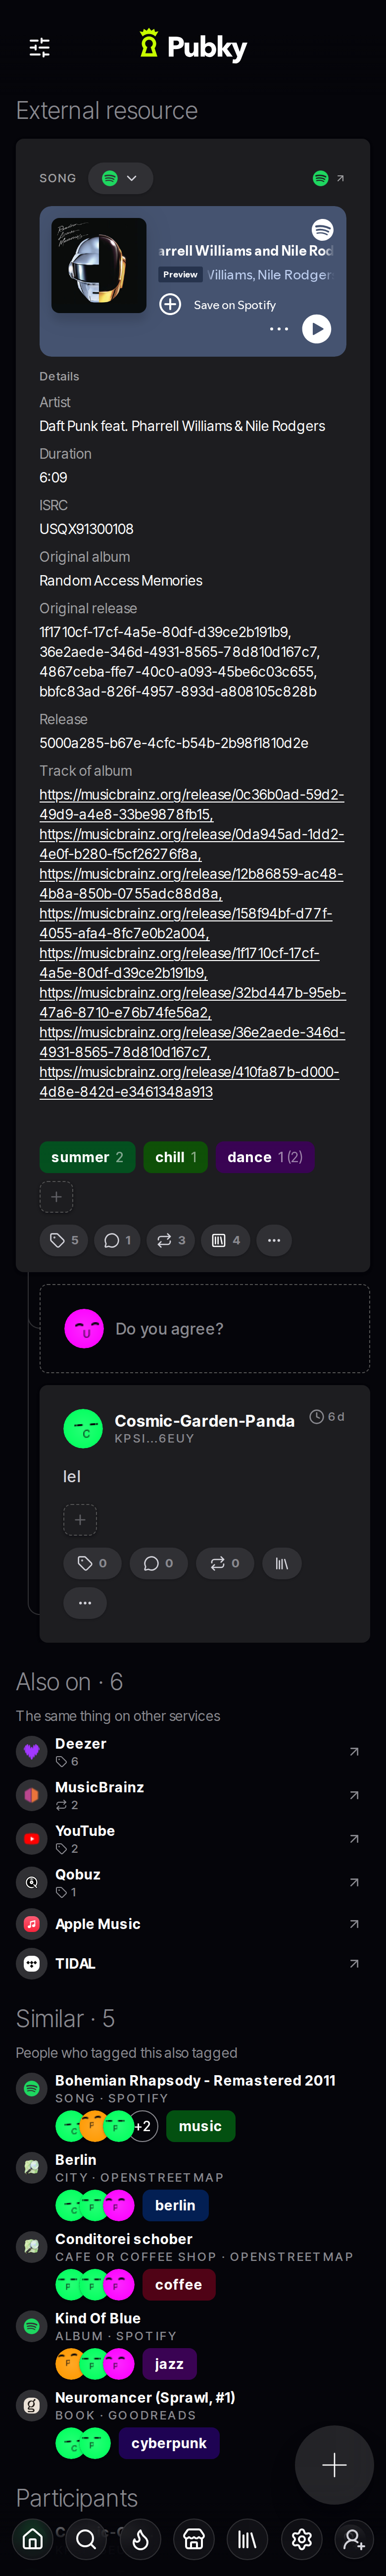 Pubky
External resource
SONG
arrell Williams and Nile Rod
Preview Williams, Nile Rodgers
Save on Spotify
Details
Artist
Daft Punk feat. Pharrell Williams & Nile Rodgers
Duration
6:09
ISRC
USQX91300108
Original album
Random Access Memories
Original release
1f1710cf-17cf-4a5e-80df-d39ce2b191b9,
36e2aede-346d-4931-8565-78d810d167c7,
4867ceba-ffe7-40c0-a093-45be6c03c655,
bbfc83ad-826f-4957-893d-a808105c828b
Release
5000a285-b67e-4cfc-b54b-2b98f1810d2e
Track of album
https://musicbrainz.org/release/0c36b0ad-59d2-
49d9-a4e8-33be9878fb15,
https://musicbrainz.org/release/0da945ad-1dd2-
4e0f-b280-f5cf26276f8a,
https://musicbrainz.org/release/12b86859-ac48-
4b8a-850b-0755adc88d8a,
https://musicbrainz.org/release/158f94bf-d77f-
4055-afa4-8fc7e0b2a004,
https://musicbrainz.org/release/1f1710cf-17cf-
4a5e-80df-d39ce2b191b9,
https://musicbrainz.org/release/32bd447b-95eb-
47a6-8710-e76b74fe56a2,
https://musicbrainz.org/release/36e2aede-346d-
4931-8565-78d810d167c7,
https://musicbrainz.org/release/410fa87b-d000-
4d8e-842d-e3461348a913
summer 2 chill 1 dance 1 (2)
5 1 3 4
U Do you agree?
C Cosmic-Garden-Panda 6d
KPSI...6EUY
lel
0 0 0
Also on · 6
The same thing on other services
Deezer
6
MusicBrainz
2
YouTube
2
Qobuz
1
Apple Music
TIDAL
Similar · 5
People who tagged this also tagged
Bohemian Rhapsody - Remastered 2011
SONG · SPOTIFY
C P P +2 music
Berlin
CITY · OPENSTREETMAP
C P P berlin
Conditorei schober
CAFE OR COFFEE SHOP · OPENSTREETMAP
P P P coffee
Kind Of Blue
ALBUM · SPOTIFY
P P P jazz
Neuromancer (Sprawl, #1)
BOOK · GOODREADS
C P cyberpunk
Participants